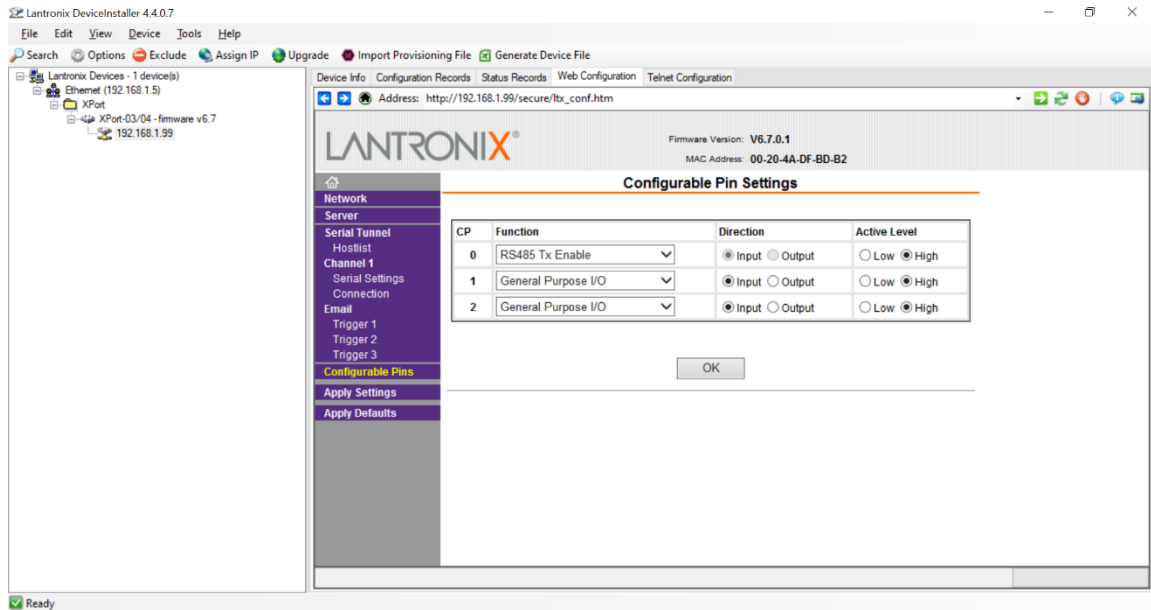 Lantronix DeviceInstaller 4.4.0.7
File Edit View Device Tools Help
Search Options Exclude Assign IP Upgrade Import Provisioning File Generate Device File
Lantronix Devices - 1 device(s)
Ethernet (192.168.1.5)
XPort
XPort-03/04 - firmware v6.7
192.168.1.99
Device Info Configuration Records Status Records Web Configuration Telnet Configuration
Address: http://192.168.1.99/secure/ltx_conf.htm
LANTRONIX®
Firmware Version: V6.7.0.1
MAC Address: 00-20-4A-DF-BD-B2
Network
Server
Serial Tunnel
Hostlist
Channel 1
Serial Settings
Connection
Email
Trigger 1
Trigger 2
Trigger 3
Configurable Pins
Apply Settings
Apply Defaults
Configurable Pin Settings
CP Function Direction Active Level
0 RS485 Tx Enable Input Output Low High
1 General Purpose I/O Input Output Low High
2 General Purpose I/O Input Output Low High
OK
Ready